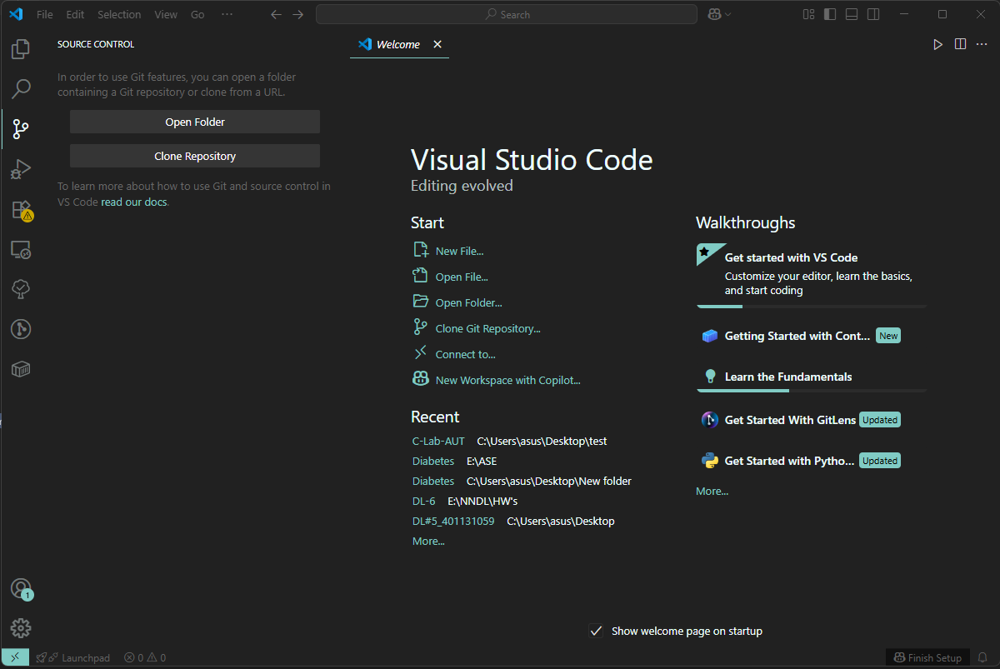 File Edit Selection View Go ···
Search
SOURCE CONTROL
In order to use Git features, you can open a folder
containing a Git repository or clone from a URL.
Open Folder
Clone Repository
To learn more about how to use Git and source control in
VS Code read our docs.
Welcome
Visual Studio Code
Editing evolved
Start
New File...
Open File...
Open Folder...
Clone Git Repository...
Connect to...
New Workspace with Copilot...
Recent
C-Lab-AUT C:\Users\asus\Desktop\test
Diabetes E:\ASE
Diabetes C:\Users\asus\Desktop\New folder
DL-6 E:\NNDL\HW's
DL#5_401131059 C:\Users\asus\Desktop
More...
Walkthroughs
Get started with VS Code
Customize your editor, learn the basics,
and start coding
Getting Started with Cont... New
Learn the Fundamentals
Get Started With GitLens Updated
Get Started with Pytho... Updated
More...
Show welcome page on startup
1
Launchpad 0 0
Finish Setup